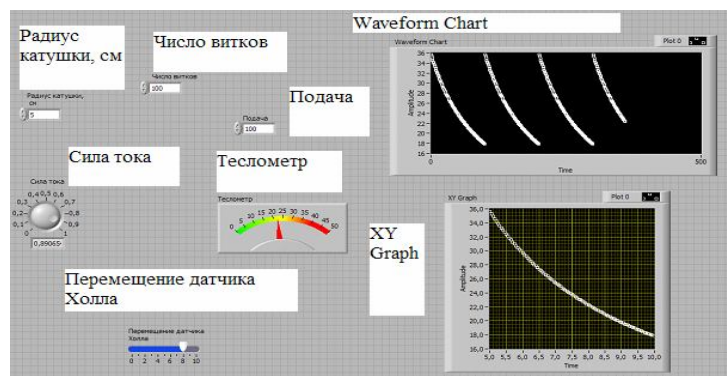 Waveform Chart
Радиус
катушки, см
Число витков
Waveform Chart
Plot 0
Число витков
100
Радиус катушки,
см
5
Подача
Подача
100
Amplitude
36
34
32
30
28
26
24
22
20
18
16
0
500
Time
Сила тока
Теслометр
Сила тока
0,4 0,5 0,6
0,3 0,7
0,2 0,8
0,1 0,9
0 1
0,89065
Теслометр
0 5 10 15 20 25 30 35 40 45 50
XY
Graph
XY Graph
Plot 0
Amplitude
36,0
34,0
32,0
30,0
28,0
26,0
24,0
22,0
20,0
18,0
16,0
5,0 5,5 6,0 6,5 7,0 7,5 8,0 8,5 9,0 9,5 10,0
Time
Перемещение датчика
Холла
Перемещение датчика
Холла
0 2 4 6 8 10